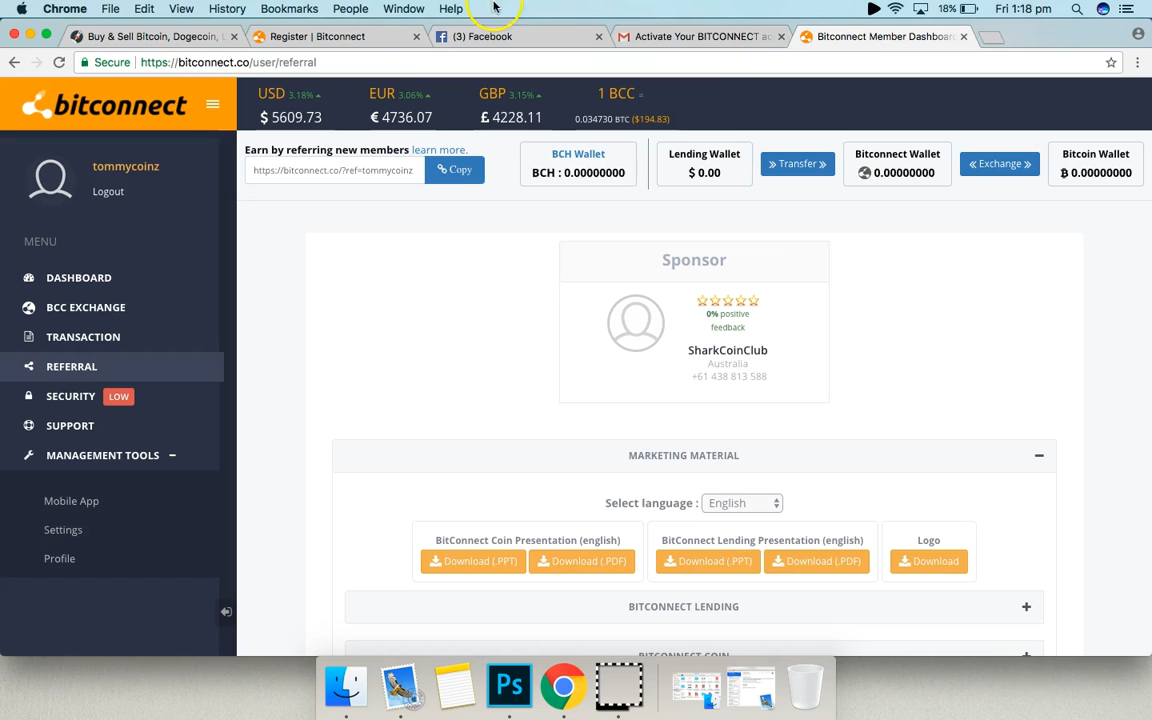 Chrome File Edit View History Bookmarks People Window Help 18% Fri 1:18 pm
Buy & Sell Bitcoin, Dogecoin, Register | Bitconnect (3) Facebook Activate Your BITCONNECT ac Bitconnect Member Dashboar
Secure https://bitconnect.co/user/referral
bitconnect
USD 3.18% EUR 3.06% GBP 3.15% 1 BCC =
$ 5609.73 € 4736.07 £ 4228.11 0.034730 BTC ($194.83)
tommycoinz
Logout
Earn by referring new members learn more.
https://bitconnect.co/?ref=tommycoinz Copy
BCH Wallet
BCH : 0.00000000
Lending Wallet
$ 0.00
Transfer
Bitconnect Wallet
0.00000000
Exchange
Bitcoin Wallet
0.00000000
MENU
DASHBOARD
BCC EXCHANGE
TRANSACTION
REFERRAL
SECURITY LOW
SUPPORT
MANAGEMENT TOOLS
Mobile App
Settings
Profile
Sponsor
0% positive
feedback
SharkCoinClub
Australia
+61 438 813 588
MARKETING MATERIAL
Select language : English
BitConnect Coin Presentation (english)
Download (.PPT) Download (.PDF)
BitConnect Lending Presentation (english)
Download (.PPT) Download (.PDF)
Logo
Download
BITCONNECT LENDING
BITCONNECT COIN
Ps